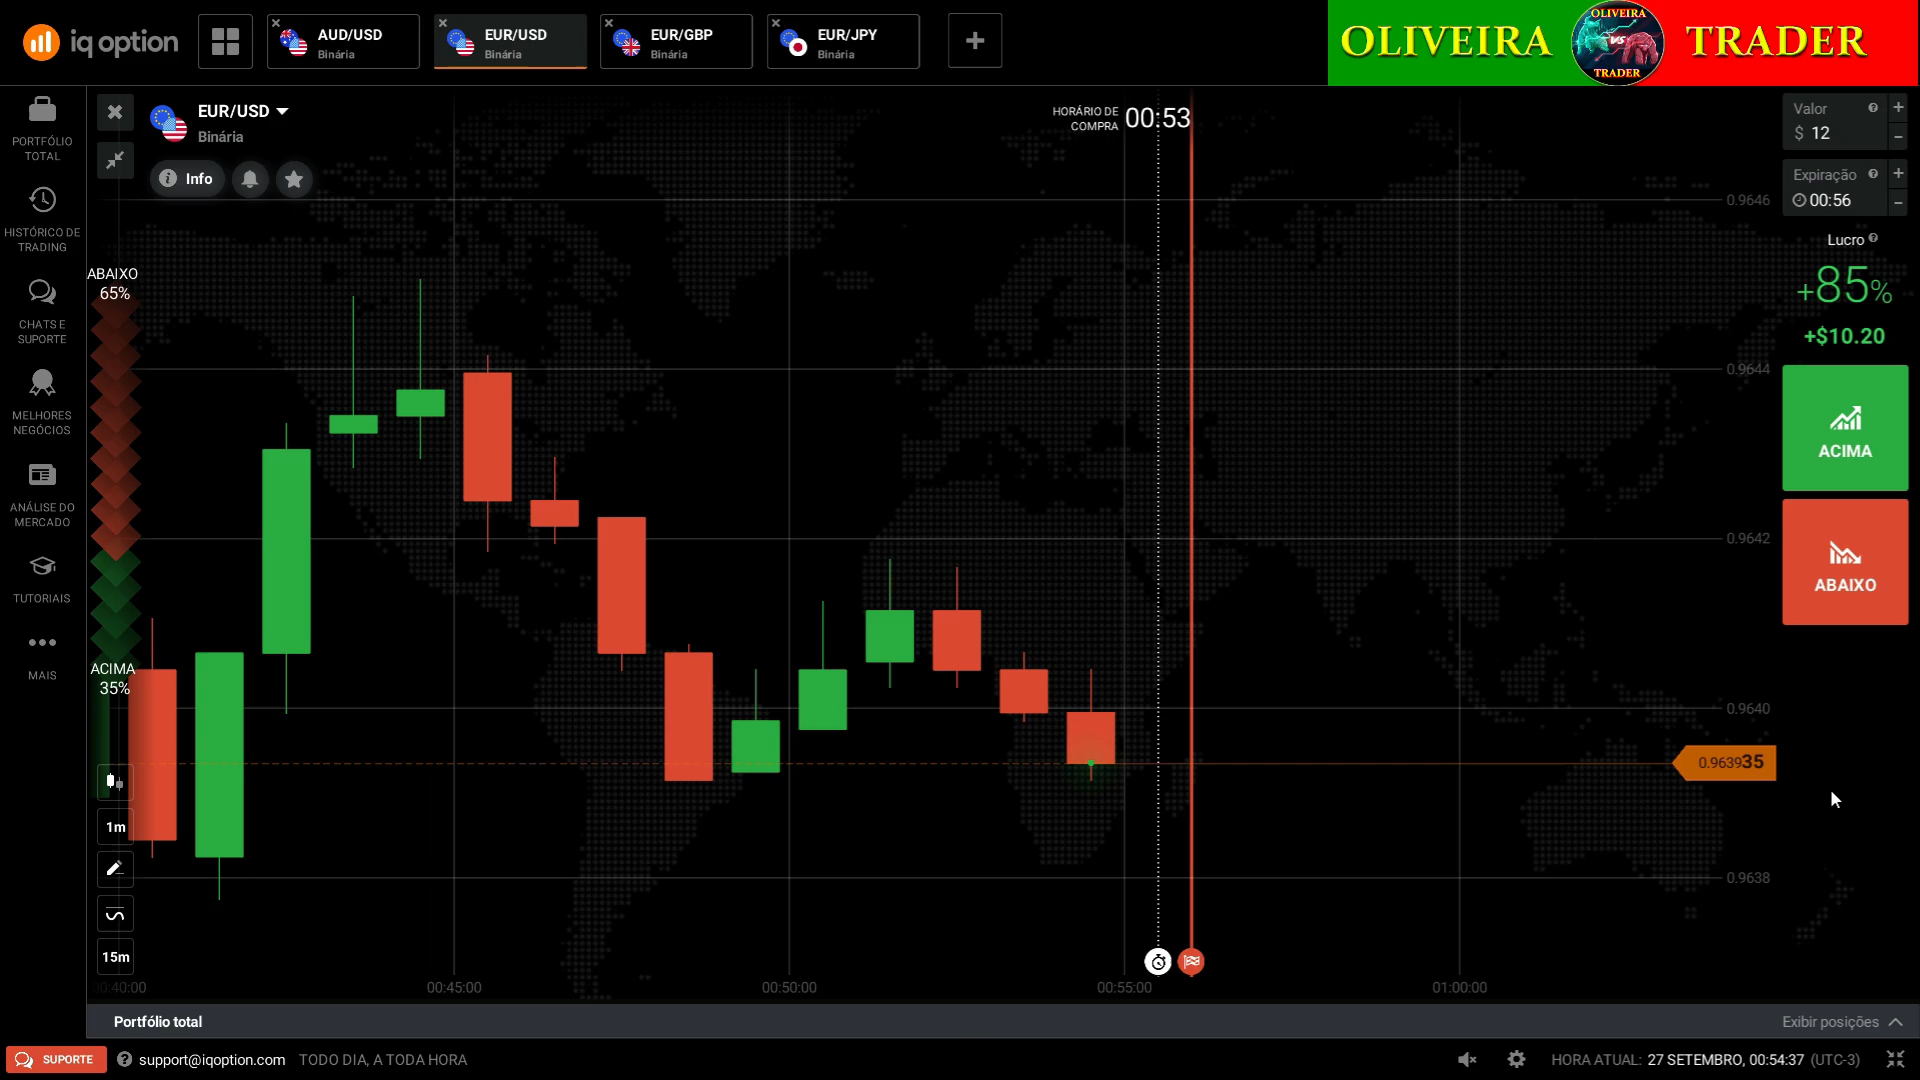 iq option
AUD/USD
Binária
EUR/USD
Binária
EUR/GBP
Binária
EUR/JPY
Binária
OLIVEIRA
OLIVEIRA
VS
TRADER
TRADER
PORTFÓLIO
TOTAL
HISTÓRICO DE
TRADING
CHATS E
SUPORTE
MELHORES
NEGÓCIOS
ANÁLISE DO
MERCADO
TUTORIAIS
MAIS
EUR/USD
Binária
Info
HORÁRIO DE
COMPRA
00:53
ABAIXO
65%
ACIMA
35%
1m
15m
0.9646
0.9644
0.9642
0.9640
0.963935
0.9638
00:40:00
00:45:00
00:50:00
00:55:00
01:00:00
Valor
$ 12
Expiração
00:56
Lucro
+85%
+$10.20
ACIMA
ABAIXO
Portfólio total
Exibir posições
SUPORTE
support@iqoption.com
TODO DIA, A TODA HORA
HORA ATUAL: 27 SETEMBRO, 00:54:37 (UTC-3)